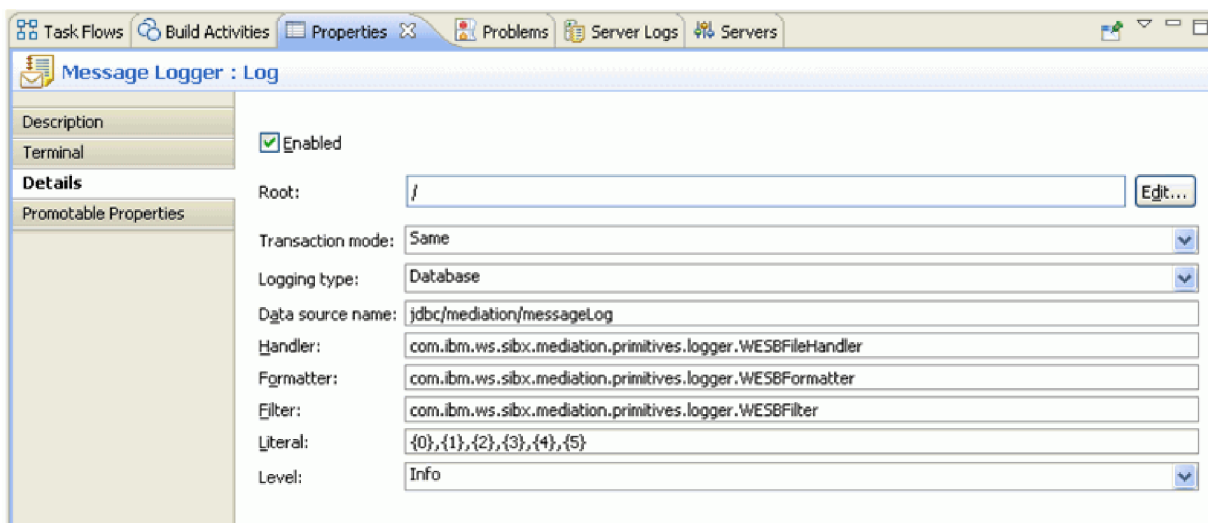 Task Flows Build Activities Properties Problems Server Logs Servers
Message Logger : Log
Description
Terminal
Details
Promotable Properties
Enabled
Root: / Edit...
Transaction mode: Same
Logging type: Database
Data source name: jdbc/mediation/messageLog
Handler: com.ibm.ws.sibx.mediation.primitives.logger.WESBFileHandler
Formatter: com.ibm.ws.sibx.mediation.primitives.logger.WESBFormatter
Filter: com.ibm.ws.sibx.mediation.primitives.logger.WESBFilter
Literal: {0},{1},{2},{3},{4},{5}
Level: Info